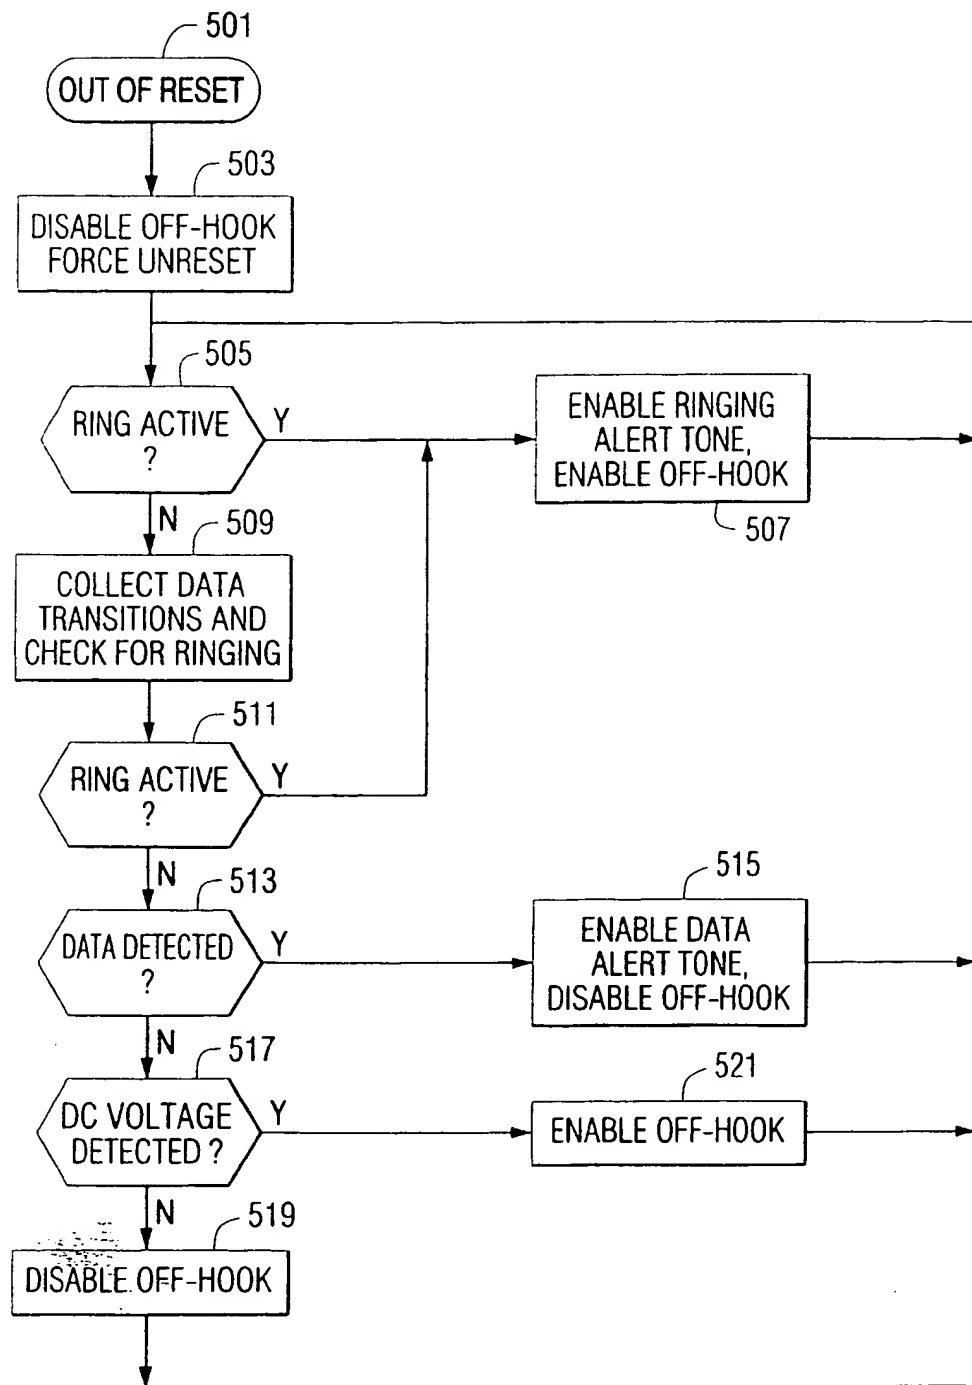 501
OUT OF RESET
503
DISABLE OFF-HOOK
FORCE UNRESET
505
RING ACTIVE
?
Y
N
ENABLE RINGING
ALERT TONE,
ENABLE OFF-HOOK
507
509
COLLECT DATA
TRANSITIONS AND
CHECK FOR RINGING
511
RING ACTIVE
?
Y
N
513
DATA DETECTED
?
Y
N
515
ENABLE DATA
ALERT TONE,
DISABLE OFF-HOOK
517
DC VOLTAGE
DETECTED ?
Y
N
521
ENABLE OFF-HOOK
519
DISABLE OFF-HOOK